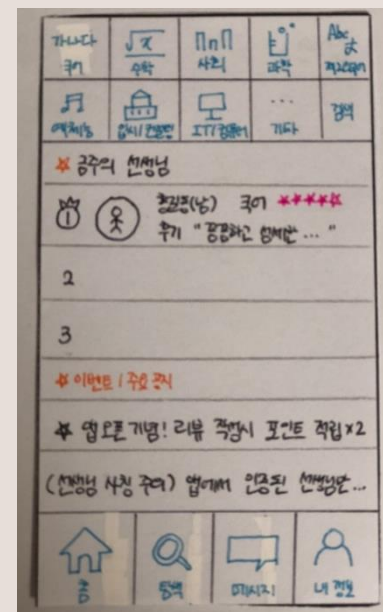 가나다 √x ∏n∏ Abc
국어 수학 사회 과학 제2외국어
예체능 입시/컨설팅 IT/컴퓨터 기타 검색
☆ 금주의 선생님
1 홍길동(남) 국어 ★★★★☆
후기 "꼼꼼하고 섬세한 ... "
2
3
☆ 이벤트 / 주요 공지
☆ 앱 오픈 기념! 리뷰 작성시 포인트 적립 ×2
(선생님 사칭 주의) 앱에서 인증된 선생님만...
홈 탐색 메시지 내 정보